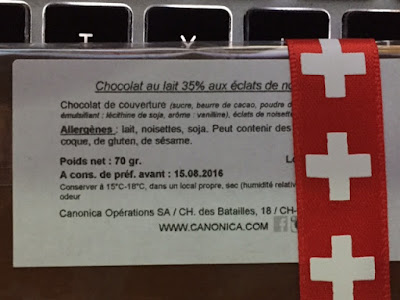 T Y
Chocolat au lait 35% aux éclats de
Chocolat de couverture (sucre, beurre de cacao, poudre
émulsifiant : lécithine de soja, arôme : vanilline), éclats de
Allergènes : lait, noisettes, soja. Peut contenir des
coque, de gluten, de sésame.
Poids net : 70 gr.
A cons. de préf. avant : 15.08.2016
Conserver à 15°C-18°C, dans un local propre, sec (humidité
odeur
Canonica Opérations SA / CH. des Batailles, 18 / CH-
WWW.CANONICA.COM